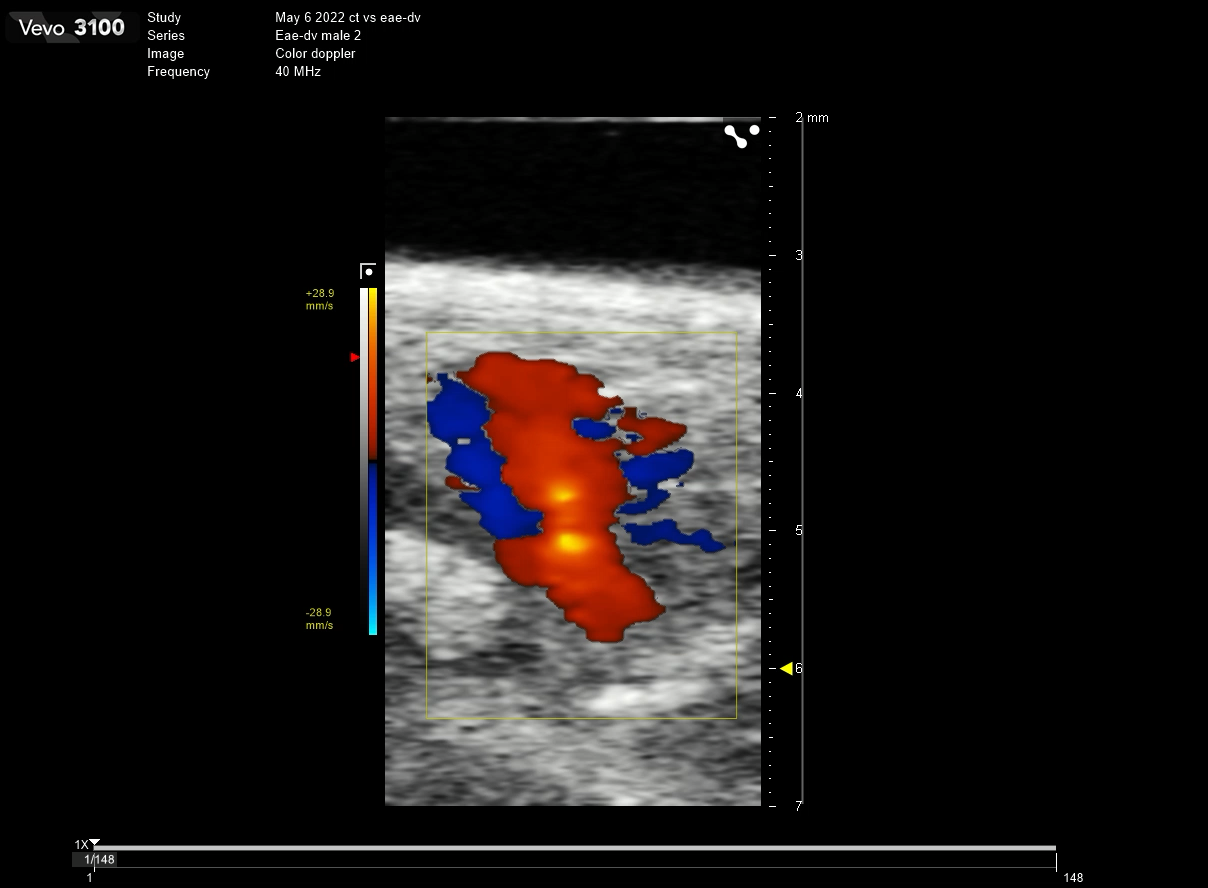 Vevo 3100
Study May 6 2022 ct vs eae-dv
Series Eae-dv male 2
Image Color doppler
Frequency 40 MHz
2 mm
3
+28.9
mm/s
4
5
-28.9
mm/s
6
7
1X
1/148
1
148